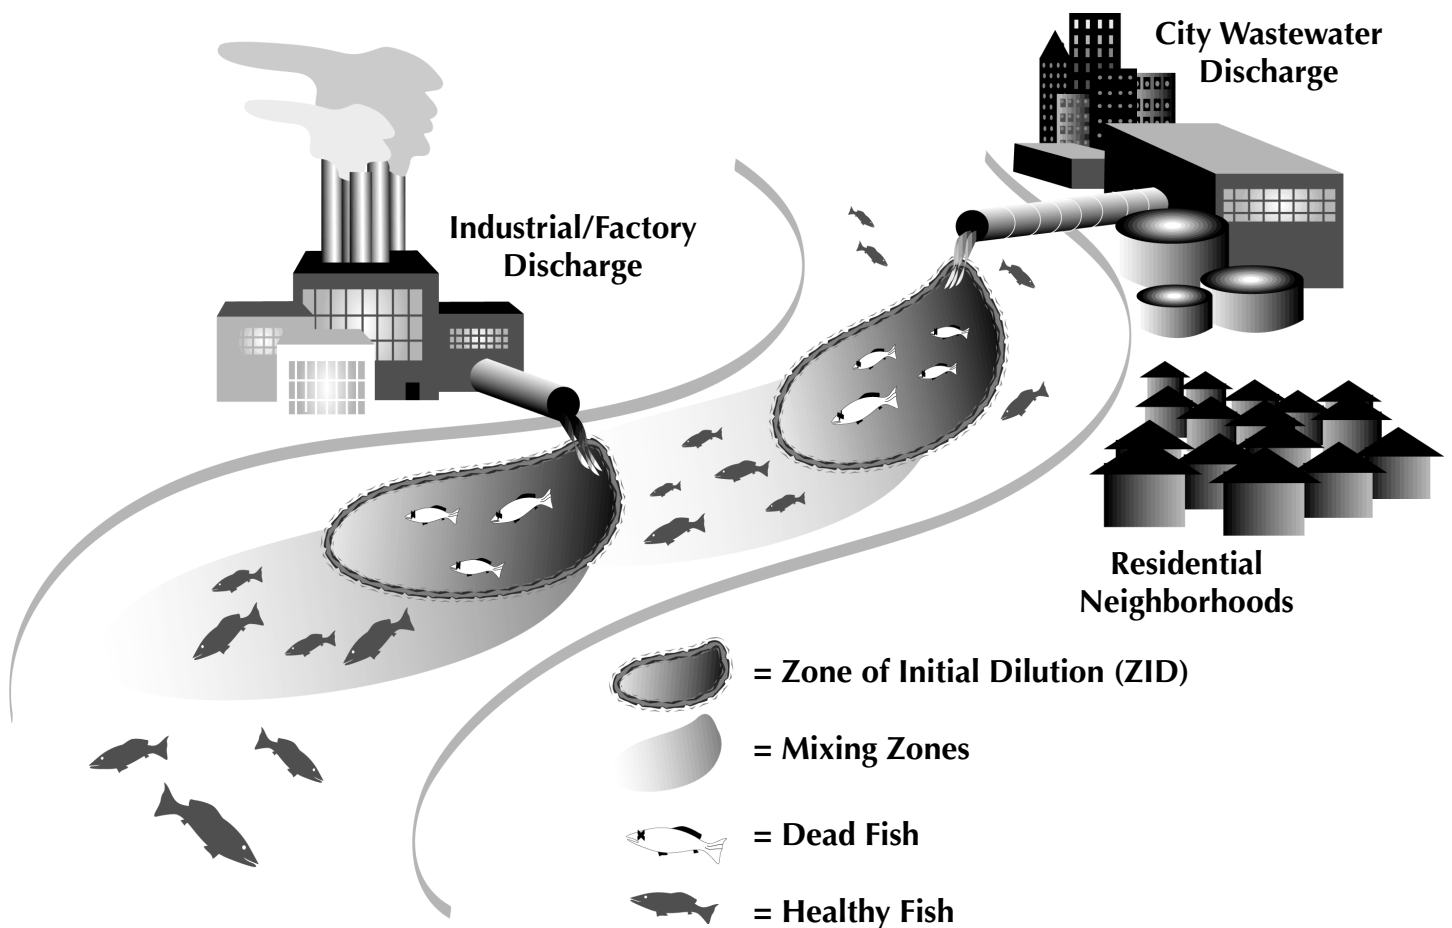 City Wastewater
Discharge
Industrial/Factory
Discharge
Residential
Neighborhoods
= Zone of Initial Dilution (ZID)
= Mixing Zones
= Dead Fish
= Healthy Fish